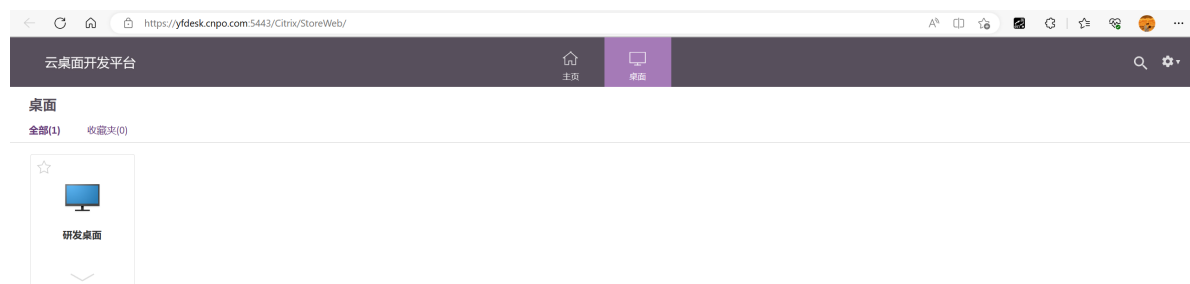 https://yfdesk.cnpo.com:5443/Citrix/StoreWeb/
云桌面开发平台
主页
桌面
桌面
全部(1)
收藏夹(0)
研发桌面